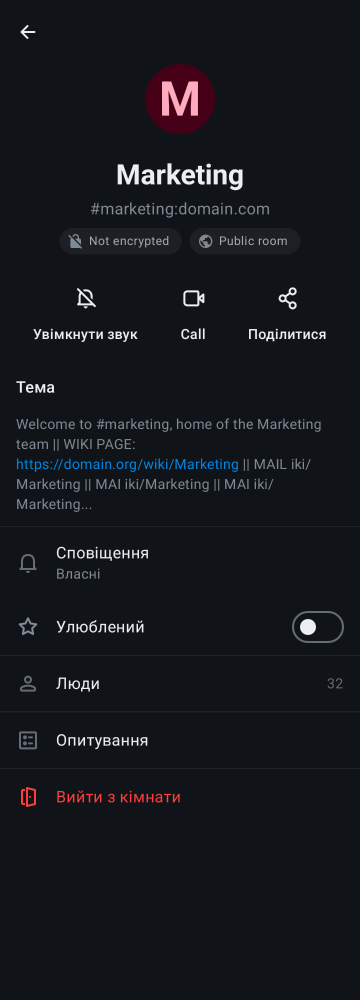 M
Marketing
#marketing:domain.com
Not encrypted
Public room
Увімкнути звук
Call
Поділитися
Тема
Welcome to #marketing, home of the Marketing
team || WIKI PAGE:
https://domain.org/wiki/Marketing || MAIL iki/
Marketing || MAI iki/Marketing || MAI iki/
Marketing...
Сповіщення
Власні
Улюблений
Люди 32
Опитування
Вийти з кімнати